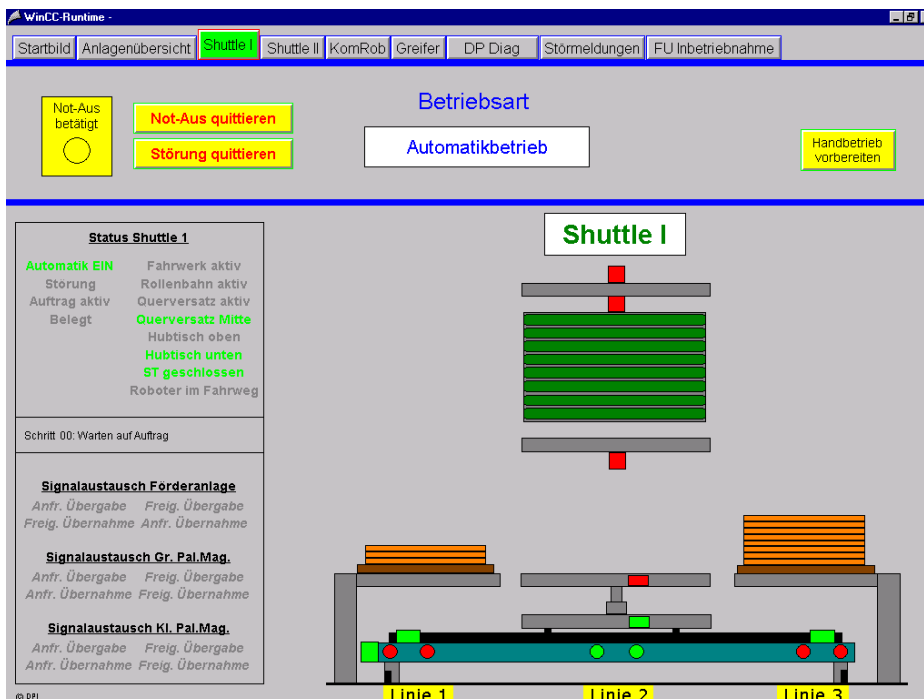 WinCC-Runtime -
Startbild Anlagenübersicht Shuttle I Shuttle II KomRob Greifer DP Diag Störmeldungen FU Inbetriebnahme
Not-Aus
betätigt
Not-Aus quittieren
Störung quittieren
Betriebsart
Automatikbetrieb
Handbetrieb
vorbereiten
Status Shuttle 1
Automatik EIN Fahrwerk aktiv
Störung Rollenbahn aktiv
Auftrag aktiv Querversatz aktiv
Belegt Querversatz Mitte
Hubtisch oben
Hubtisch unten
ST geschlossen
Roboter im Fahrweg
Schritt 00: Warten auf Auftrag
Signalaustausch Förderanlage
Anfr. Übergabe Freig. Übergabe
Freig. Übernahme Anfr. Übernahme
Signalaustausch Gr. Pal.Mag.
Anfr. Übergabe Freig. Übergabe
Anfr. Übernahme Freig. Übernahme
Signalaustausch Kl. Pal.Mag.
Anfr. Übergabe Freig. Übergabe
Anfr. Übernahme Freig. Übernahme
Shuttle I
Linie 1 Linie 2 Linie 3